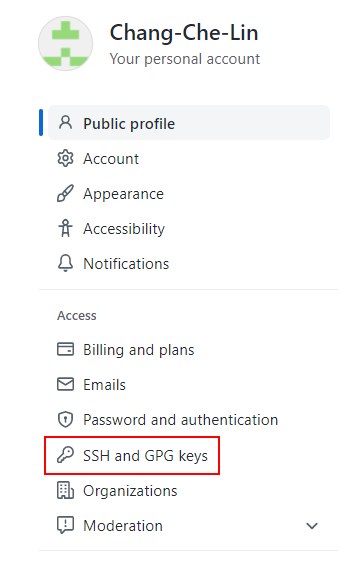 Chang-Che-Lin
Your personal account
Public profile
Account
Appearance
Accessibility
Notifications
Access
Billing and plans
Emails
Password and authentication
SSH and GPG keys
Organizations
Moderation